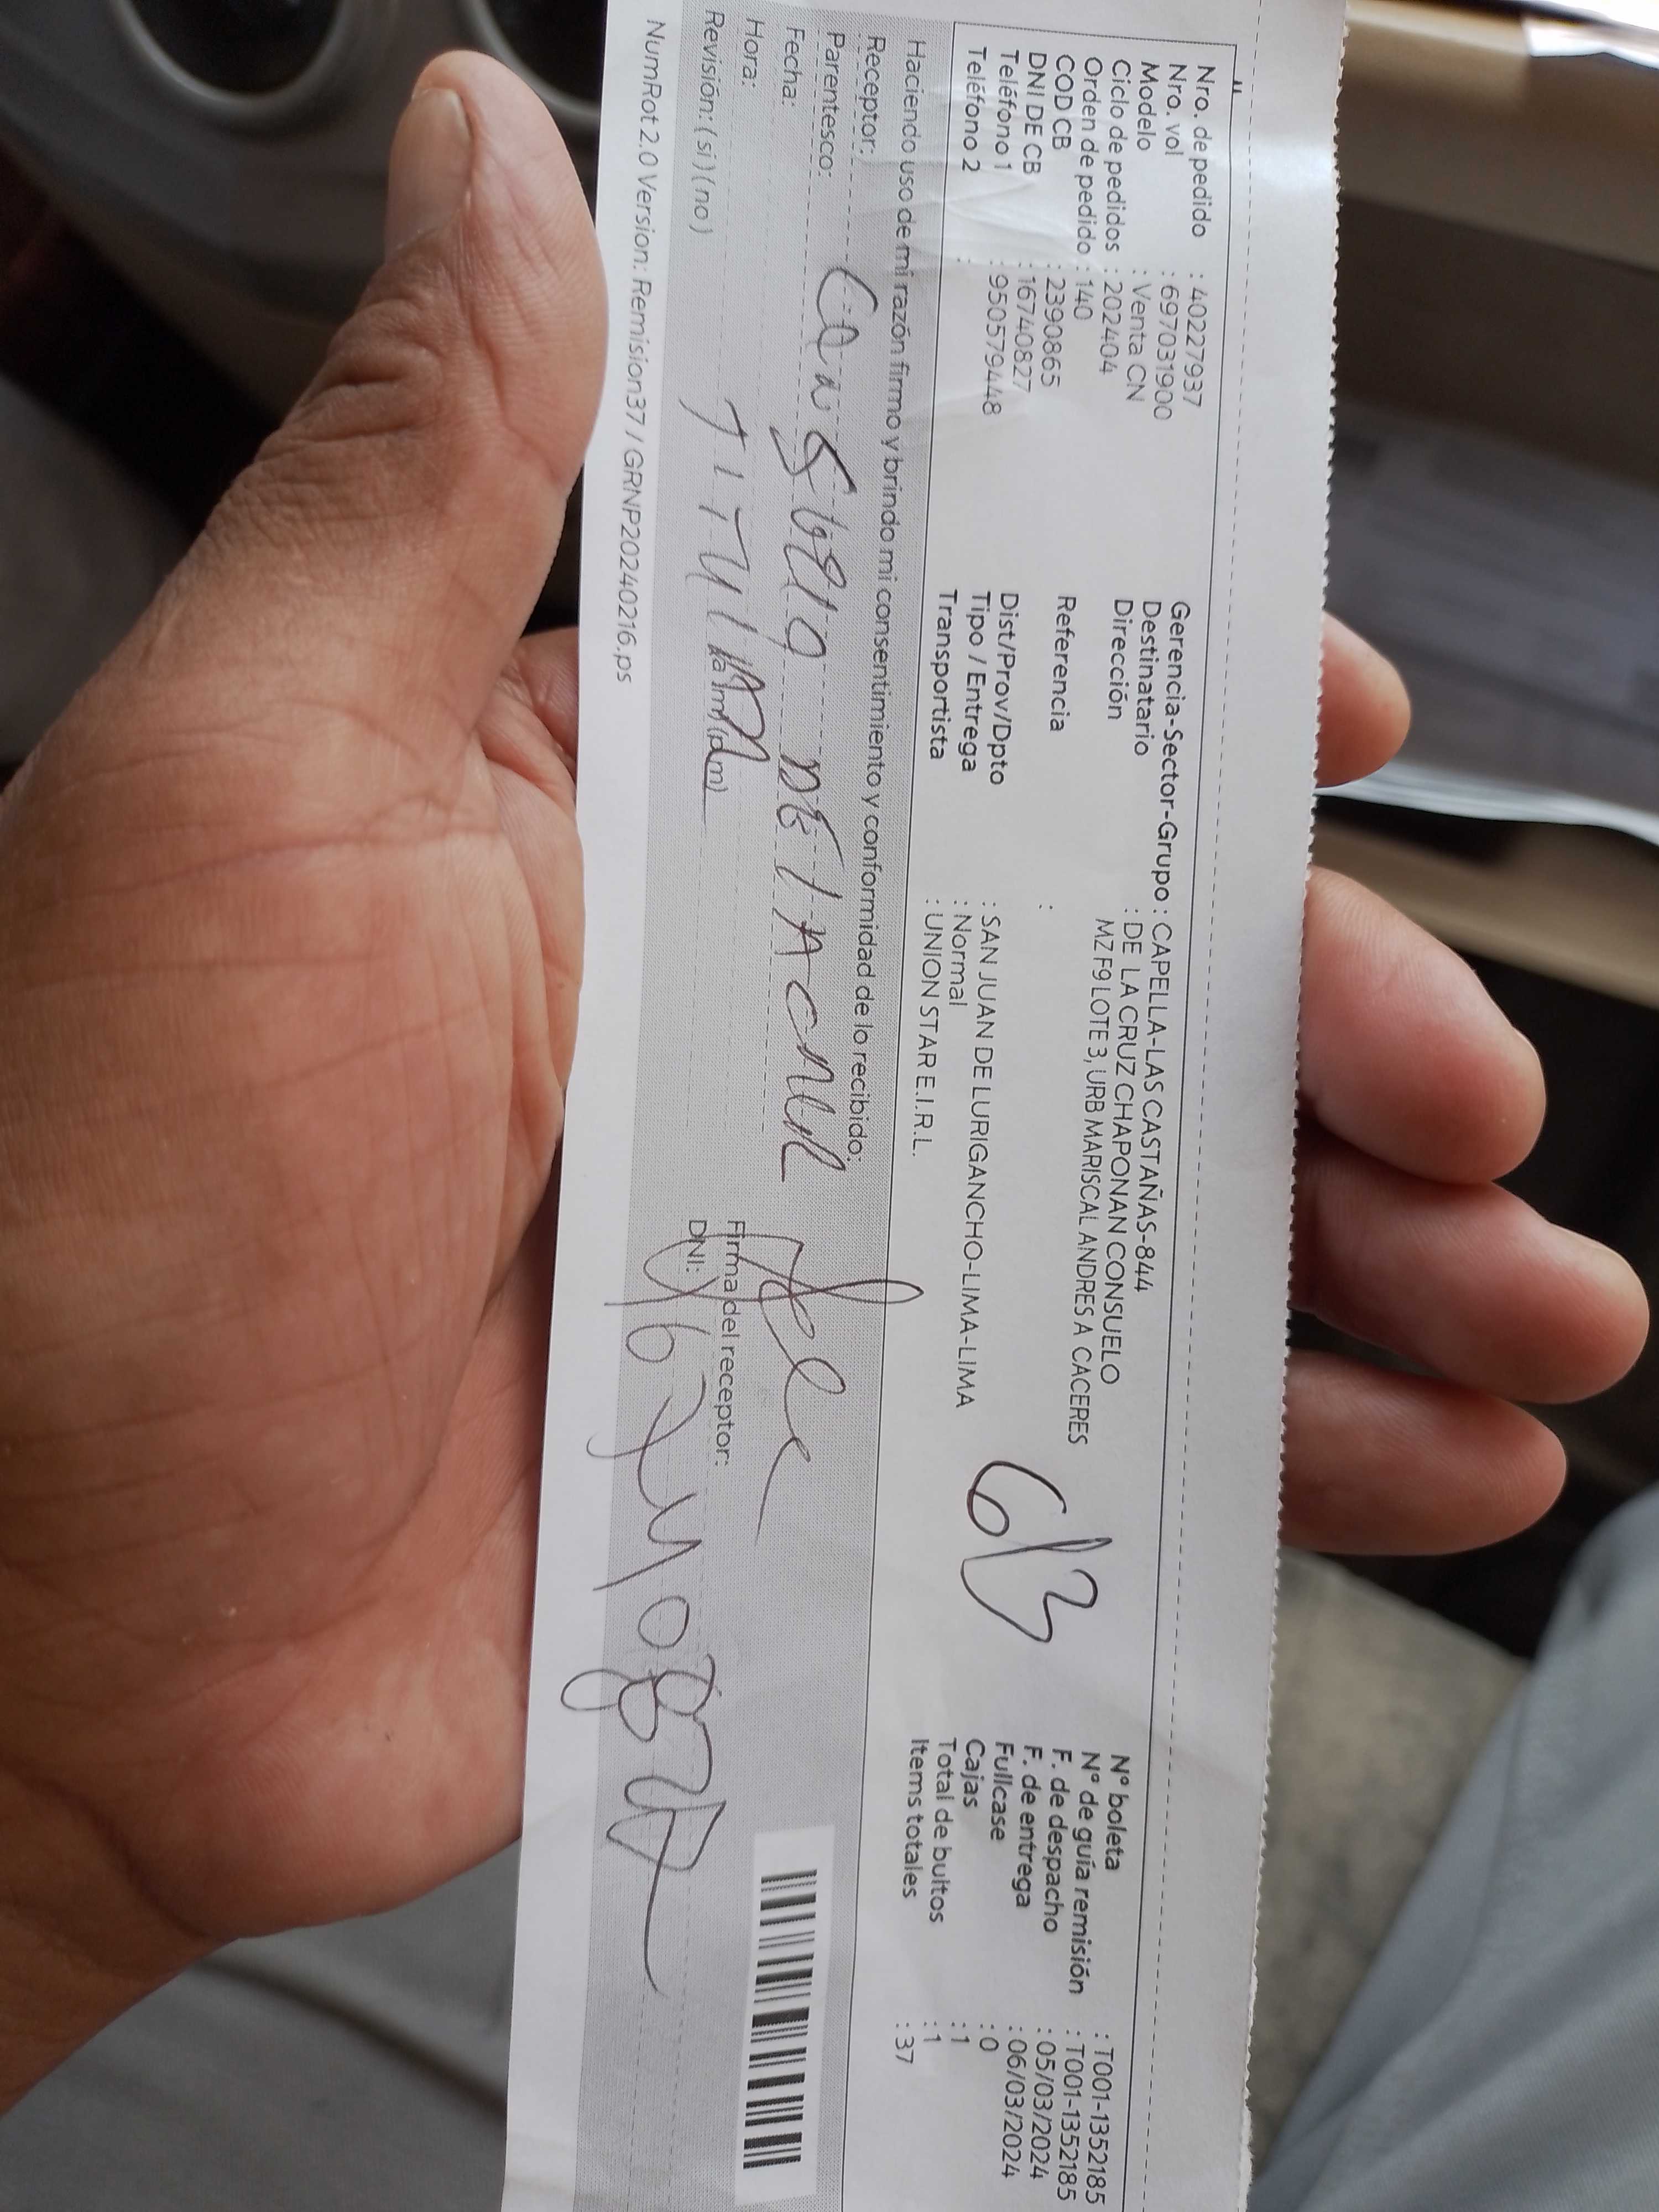 Nro. de pedido : 40227937
Nro. vol : 697031900
Modelo : Venta CN
Ciclo de pedidos : 202404
Orden de pedido : 140
COD CB : 2390865
DNI DE CB : 16740827
Teléfono 1 : 950579448
Teléfono 2 :
Gerencia-Sector-Grupo : CAPELLA-LAS CASTAÑAS-844
Destinatario : DE LA CRUZ CHAPONAN CONSUELO
Dirección MZ F9 LOTE 3, URB MARISCAL ANDRES A CACERES
Referencia :
Dist/Prov/Dpto : SAN JUAN DE LURIGANCHO-LIMA-LIMA
Tipo / Entrega : Normal
Transportista : UNION STAR E.I.R.L.
6/3
N° boleta : T001-1352185
N° de guía remisión : T001-1352185
F. de despacho : 05/03/2024
F. de entrega : 06/03/2024
Fullcase : 0
Cajas : 1
Total de bultos : 1
Items totales : 37
Haciendo uso de mi razón firmo y brindo mi consentimiento y conformidad de lo recibido:
Receptor:
Parentesco:
Fecha:
Hora:
Revisión: (si) (no)
TITULAR
Firma del receptor:
DNI: 16740827
NumRot 2.0 Version: Remision37 / GRNP20240216.ps